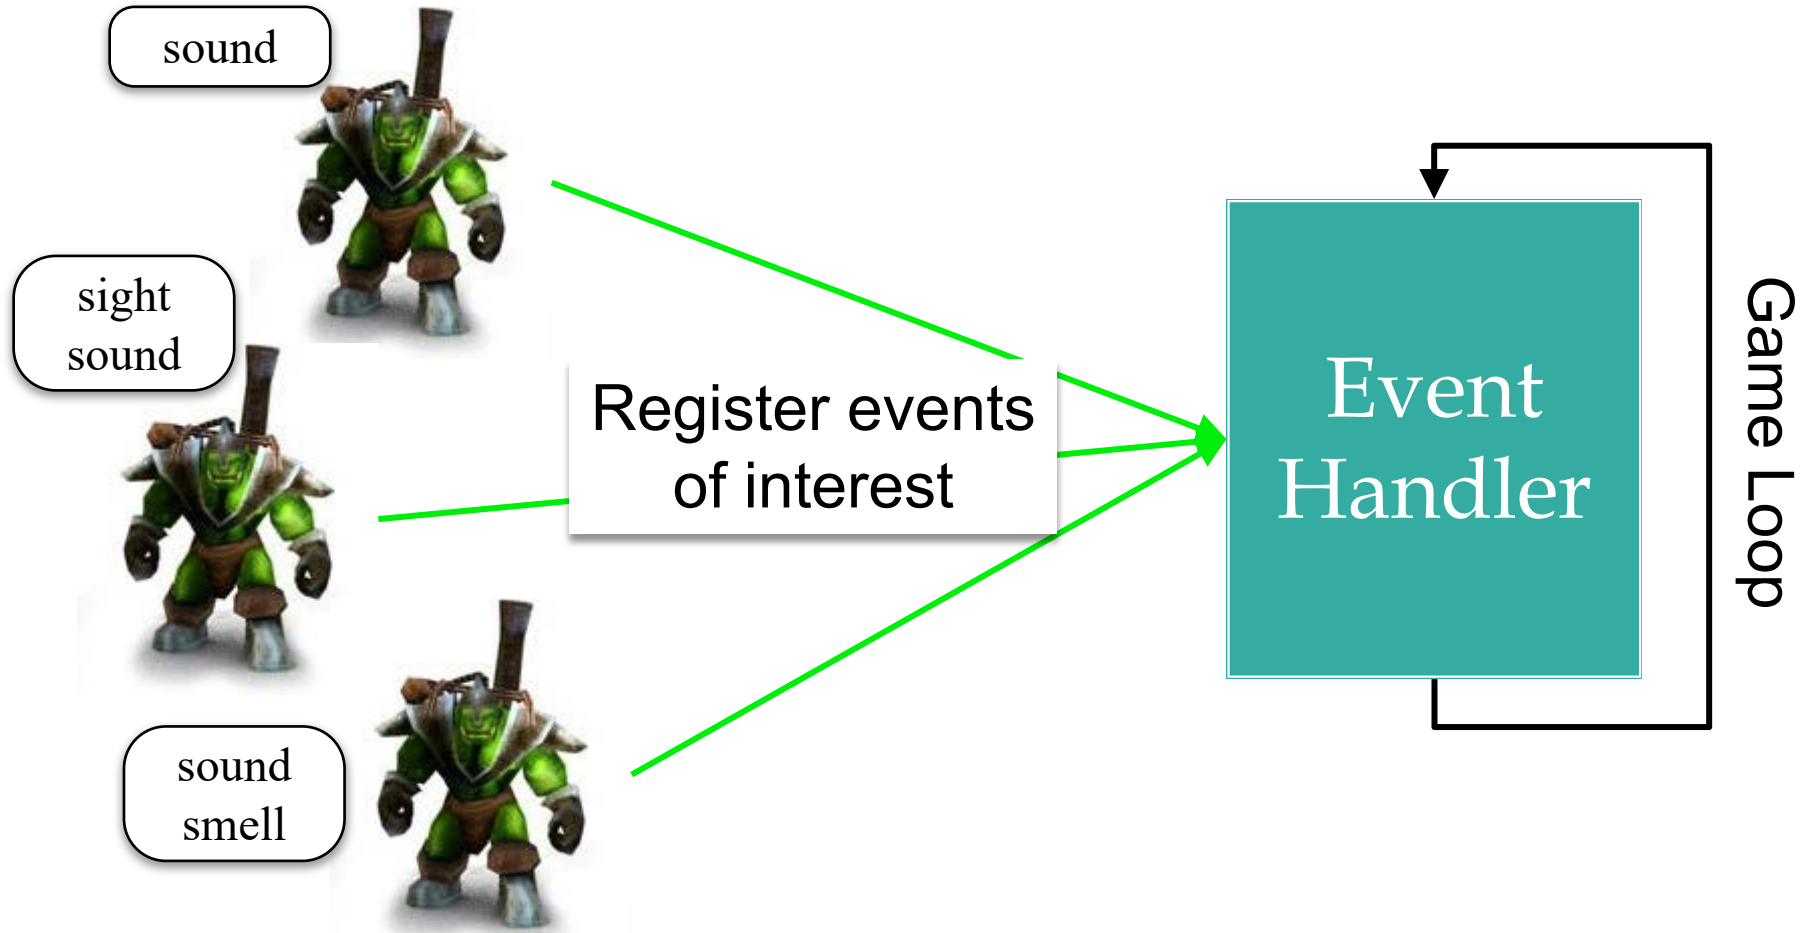 sound
sight
sound
sound
smell
Register events
of interest
Event
Handler
Game Loop